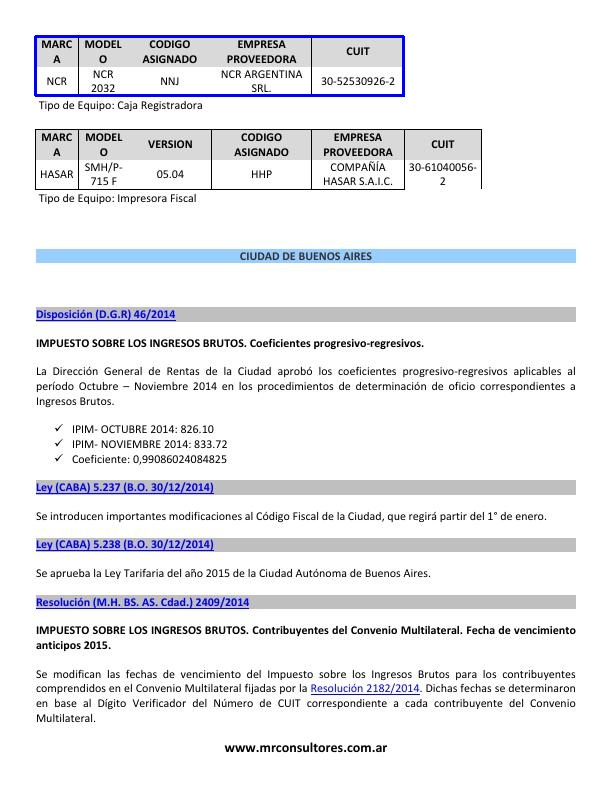 MARC MODEL CODIGO EMPRESA CUIT
A O ASIGNADO PROVEEDORA
NCR NCR NNJ NCR ARGENTINA 30-52530926-2
2032 SRL.
Tipo de Equipo: Caja Registradora
MARC MODEL VERSION CODIGO EMPRESA CUIT
A O ASIGNADO PROVEEDORA
HASAR SMH/P- 05.04 HHP COMPAÑÍA 30-61040056-
715 F HASAR S.A.I.C. 2
Tipo de Equipo: Impresora Fiscal
CIUDAD DE BUENOS AIRES
Disposición (D.G.R) 46/2014
IMPUESTO SOBRE LOS INGRESOS BRUTOS. Coeficientes progresivo-regresivos.
La Dirección General de Rentas de la Ciudad aprobó los coeficientes progresivo-regresivos aplicables al
período Octubre – Noviembre 2014 en los procedimientos de determinación de oficio correspondientes a
Ingresos Brutos.
✓ IPIM- OCTUBRE 2014: 826.10
✓ IPIM- NOVIEMBRE 2014: 833.72
✓ Coeficiente: 0,99086024084825
Ley (CABA) 5.237 (B.O. 30/12/2014)
Se introducen importantes modificaciones al Código Fiscal de la Ciudad, que regirá partir del 1° de enero.
Ley (CABA) 5.238 (B.O. 30/12/2014)
Se aprueba la Ley Tarifaria del año 2015 de la Ciudad Autónoma de Buenos Aires.
Resolución (M.H. BS. AS. Cdad.) 2409/2014
IMPUESTO SOBRE LOS INGRESOS BRUTOS. Contribuyentes del Convenio Multilateral. Fecha de vencimiento
anticipos 2015.
Se modifican las fechas de vencimiento del Impuesto sobre los Ingresos Brutos para los contribuyentes
comprendidos en el Convenio Multilateral fijadas por la Resolución 2182/2014. Dichas fechas se determinaron
en base al Dígito Verificador del Número de CUIT correspondiente a cada contribuyente del Convenio
Multilateral.
www.mrconsultores.com.ar